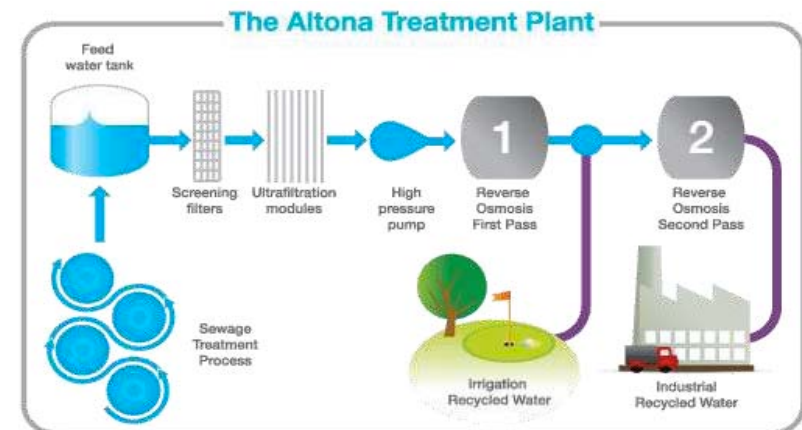 The Altona Treatment Plant
Feed
water tank
Screening
filters
Ultrafiltration
modules
High
pressure
pump
1
Reverse
Osmosis
First Pass
2
Reverse
Osmosis
Second Pass
Sewage
Treatment
Process
Irrigation
Recycled Water
Industrial
Recycled Water